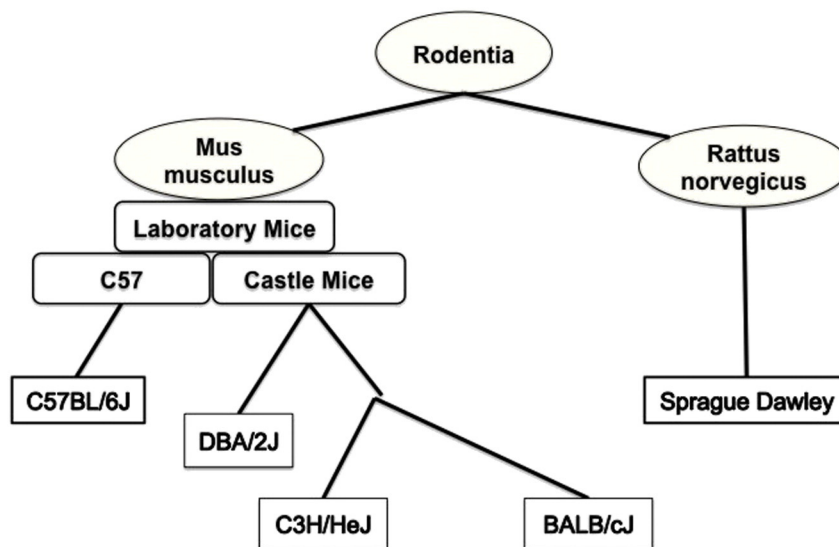 Rodentia
Mus
musculus
Rattus
norvegicus
Laboratory Mice
C57
Castle Mice
C57BL/6J
Sprague Dawley
DBA/2J
C3H/HeJ
BALB/cJ